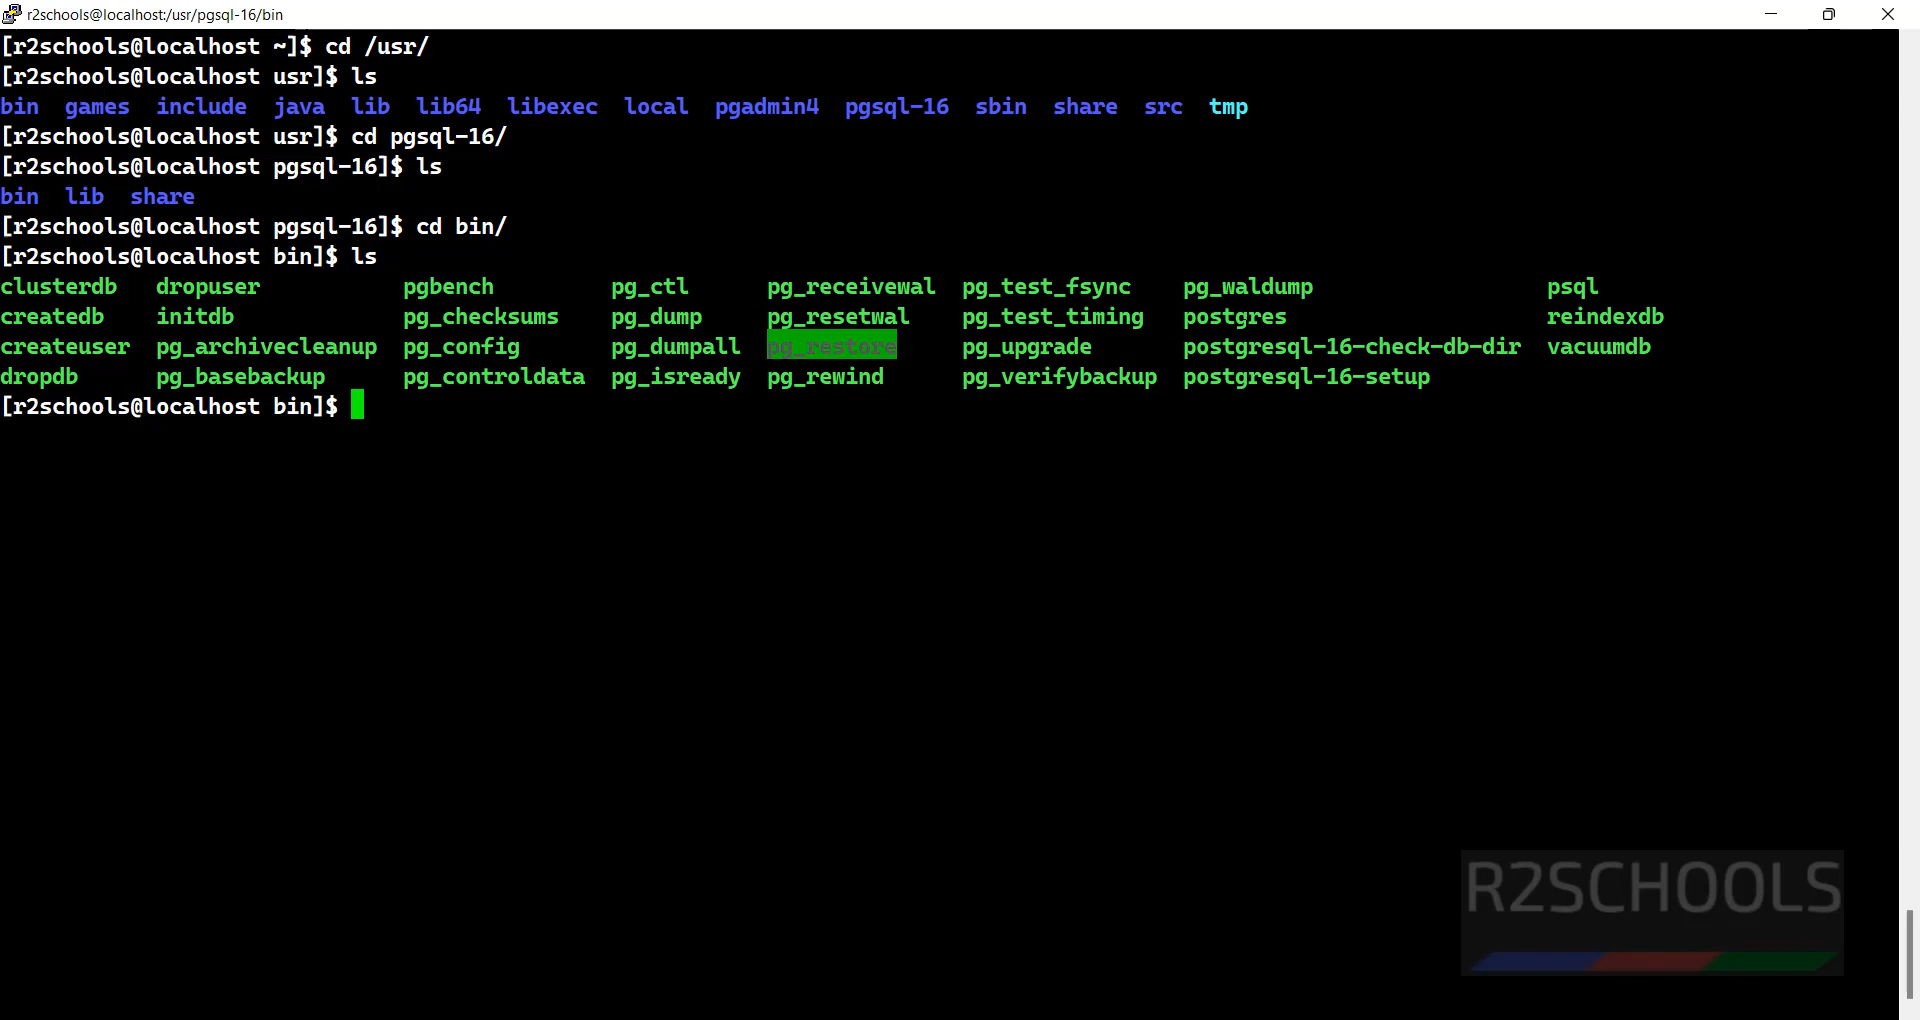 r2schools@localhost:/usr/pgsql-16/bin
[r2schools@localhost ~]$ cd /usr/
[r2schools@localhost usr]$ ls
bin games include java lib lib64 libexec local pgadmin4 pgsql-16 sbin share src tmp
[r2schools@localhost usr]$ cd pgsql-16/
[r2schools@localhost pgsql-16]$ ls
bin lib share
[r2schools@localhost pgsql-16]$ cd bin/
[r2schools@localhost bin]$ ls
clusterdb dropuser pgbench pg_ctl pg_receivewal pg_test_fsync pg_waldump psql
createdb initdb pg_checksums pg_dump pg_resetwal pg_test_timing postgres reindexdb
createuser pg_archivecleanup pg_config pg_dumpall pg_restore pg_upgrade postgresql-16-check-db-dir vacuumdb
dropdb pg_basebackup pg_controldata pg_isready pg_rewind pg_verifybackup postgresql-16-setup
[r2schools@localhost bin]$
R2SCHOOLS